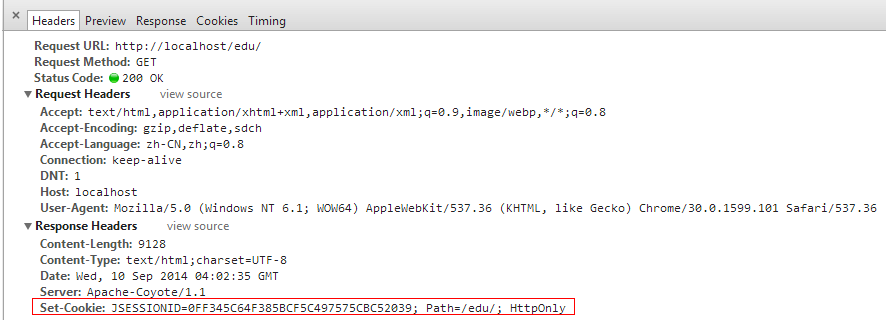 × Headers Preview Response Cookies Timing
Request URL: http://localhost/edu/
Request Method: GET
Status Code: 200 OK
▼ Request Headers view source
Accept: text/html,application/xhtml+xml,application/xml;q=0.9,image/webp,*/*;q=0.8
Accept-Encoding: gzip,deflate,sdch
Accept-Language: zh-CN,zh;q=0.8
Connection: keep-alive
DNT: 1
Host: localhost
User-Agent: Mozilla/5.0 (Windows NT 6.1; WOW64) AppleWebKit/537.36 (KHTML, like Gecko) Chrome/30.0.1599.101 Safari/537.36
▼ Response Headers view source
Content-Length: 9128
Content-Type: text/html;charset=UTF-8
Date: Wed, 10 Sep 2014 04:02:35 GMT
Server: Apache-Coyote/1.1
Set-Cookie: JSESSIONID=0FF345C64F385BCF5C497575CBC52039; Path=/edu/; HttpOnly